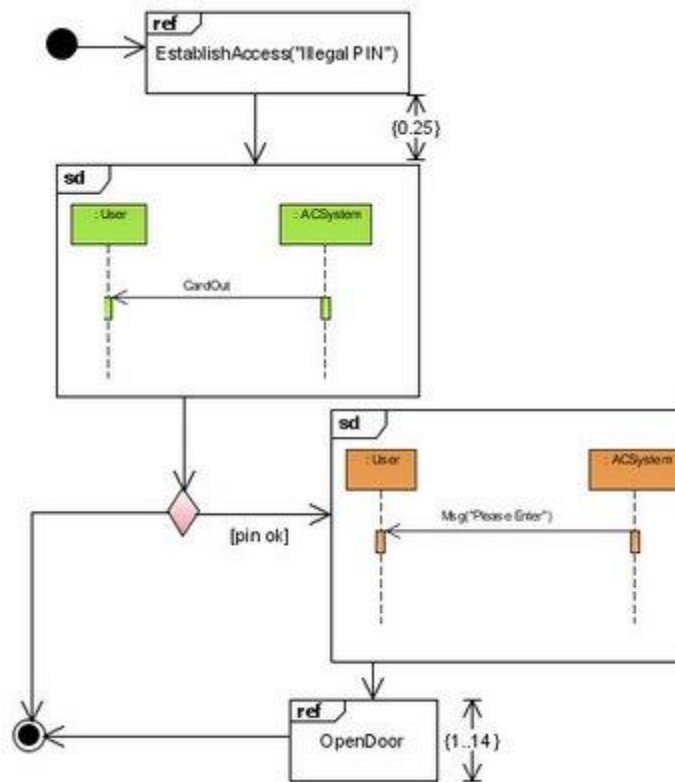 ref
EstablishAccess("Illegal PIN")
{0.25}
sd
: User
: ACSystem
CardOut
sd
: User
: ACSystem
Msg("Please Enter")
[pin ok]
ref
OpenDoor
{1..14 }